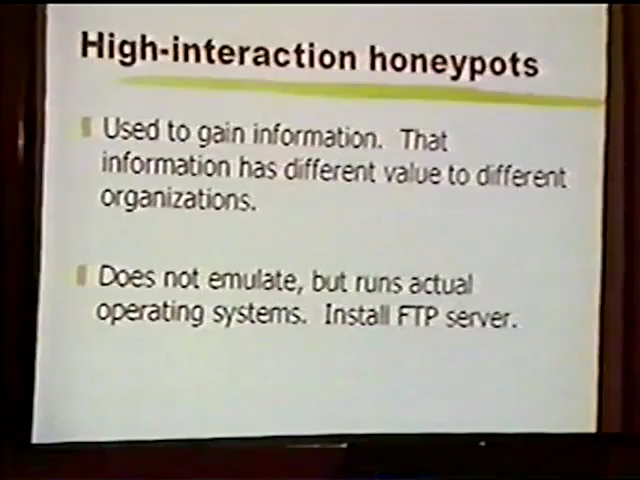 High-interaction honeypots
Used to gain information. That
information has different value to different
organizations.
Does not emulate, but runs actual
operating systems. Install FTP server.